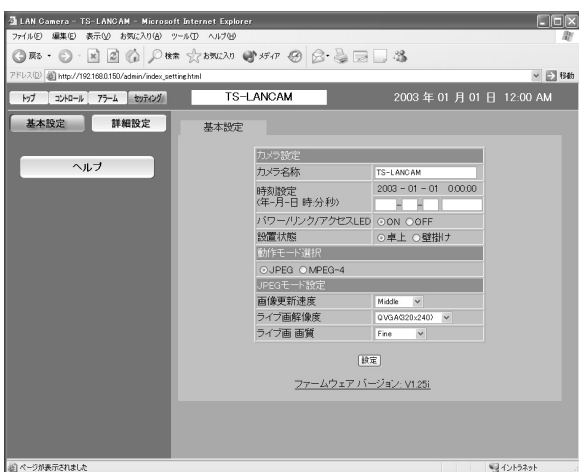 LAN Camera - TS-LANCAM - Microsoft Internet Explorer
ファイル(F) 編集(E) 表示(V) お気に入り(A) ツール(T) ヘルプ(H)
戻る 検索 お気に入り メディア
アドレス(D) http://192.168.0.150/admin/index_setting.html 移動
トップ コントロール アラーム セッティング TS-LANCAM 2003 年 01 月 01 日 12:00 AM
基本設定 詳細設定 基本設定
ヘルプ
カメラ設定
カメラ名称 TS-LANCAM
時刻設定 2003 - 01 - 01 0:00:00
(年-月-日 時:分:秒) - -
パワー/リンク/アクセスLED ON OFF
設置状態 卓上 壁掛け
動作モード選択
JPEG MPEG-4
JPEGモード設定
画像更新速度 Middle
ライブ画解像度 QVGA(320x240)
ライブ画 画質 Fine
設定
ファームウェア バージョン: V1.25i
ページが表示されました イントラネット